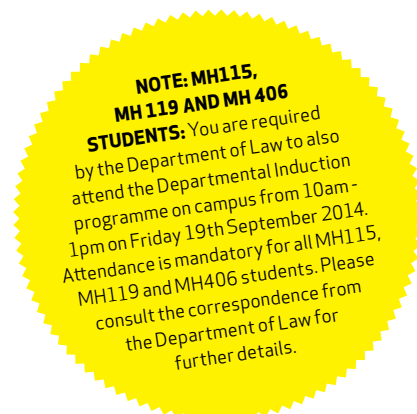 NOTE: MH115,
MH 119 AND MH 406
STUDENTS: You are required
by the Department of Law to also
attend the Departmental Induction
programme on campus from 10am -
1pm on Friday 19th September 2014.
Attendance is mandatory for all MH115,
MH119 and MH406 students. Please
consult the correspondence from
the Department of Law for
further details.